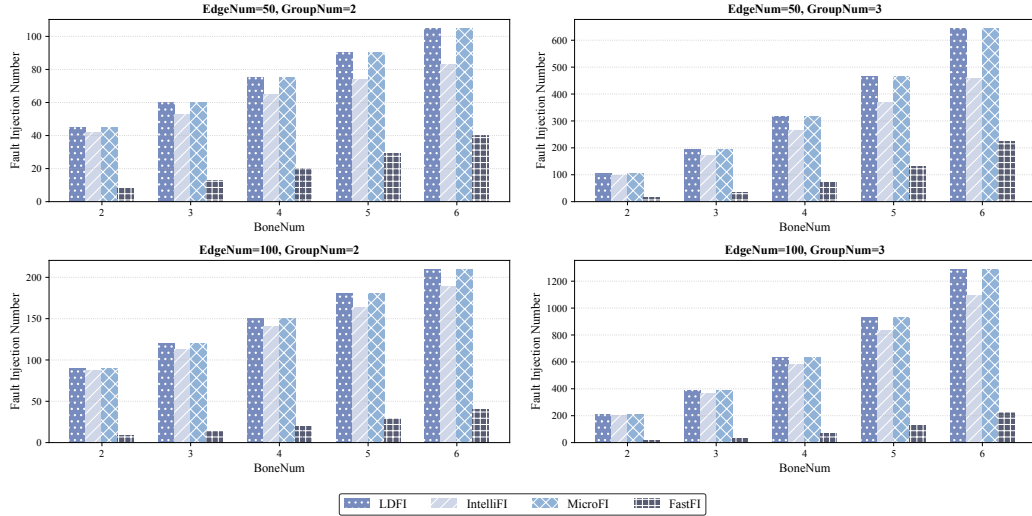 EdgeNum=50, GroupNum=2
Fault Injection Number
100
80
60
40
20
0
2 3 4 5 6
BoneNum
EdgeNum=50, GroupNum=3
Fault Injection Number
600
500
400
300
200
100
0
2 3 4 5 6
BoneNum
EdgeNum=100, GroupNum=2
Fault Injection Number
200
150
100
50
0
2 3 4 5 6
BoneNum
EdgeNum=100, GroupNum=3
Fault Injection Number
1200
1000
800
600
400
200
0
2 3 4 5 6
BoneNum
LDFI IntelliFI MicroFI FastFI